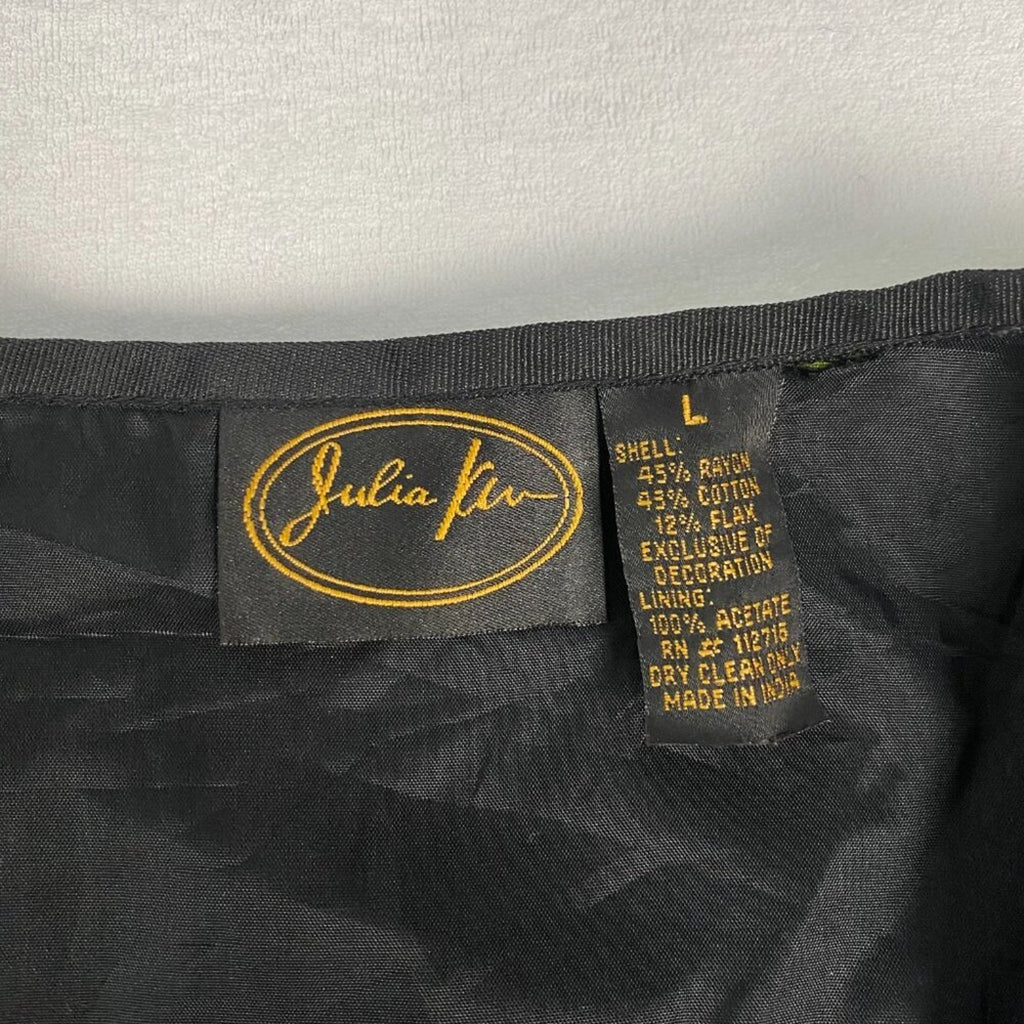 Julia
L
SHELL:
45% RAYON
43% COTTON
12% FLAX
EXCLUSIVE OF
DECORATION
LINING:
100% ACETATE
RN # 112716
DRY CLEAN ONLY
MADE IN INDIA